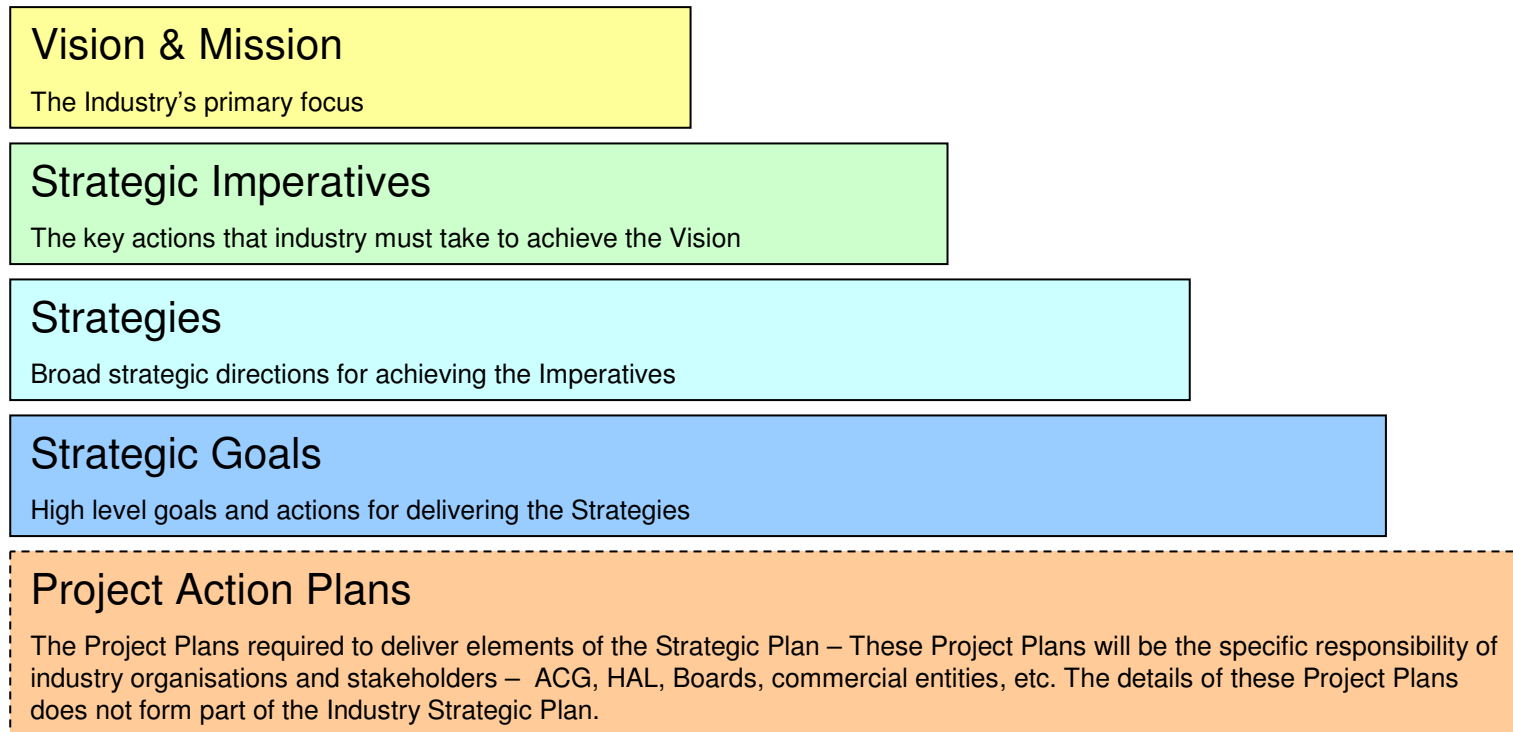 Vision & Mission
The Industry’s primary focus
Strategic Imperatives
The key actions that industry must take to achieve the Vision
Strategies
Broad strategic directions for achieving the Imperatives
Strategic Goals
High level goals and actions for delivering the Strategies
Project Action Plans
The Project Plans required to deliver elements of the Strategic Plan – These Project Plans will be the specific responsibility of
industry organisations and stakeholders – ACG, HAL, Boards, commercial entities, etc. The details of these Project Plans
does not form part of the Industry Strategic Plan.